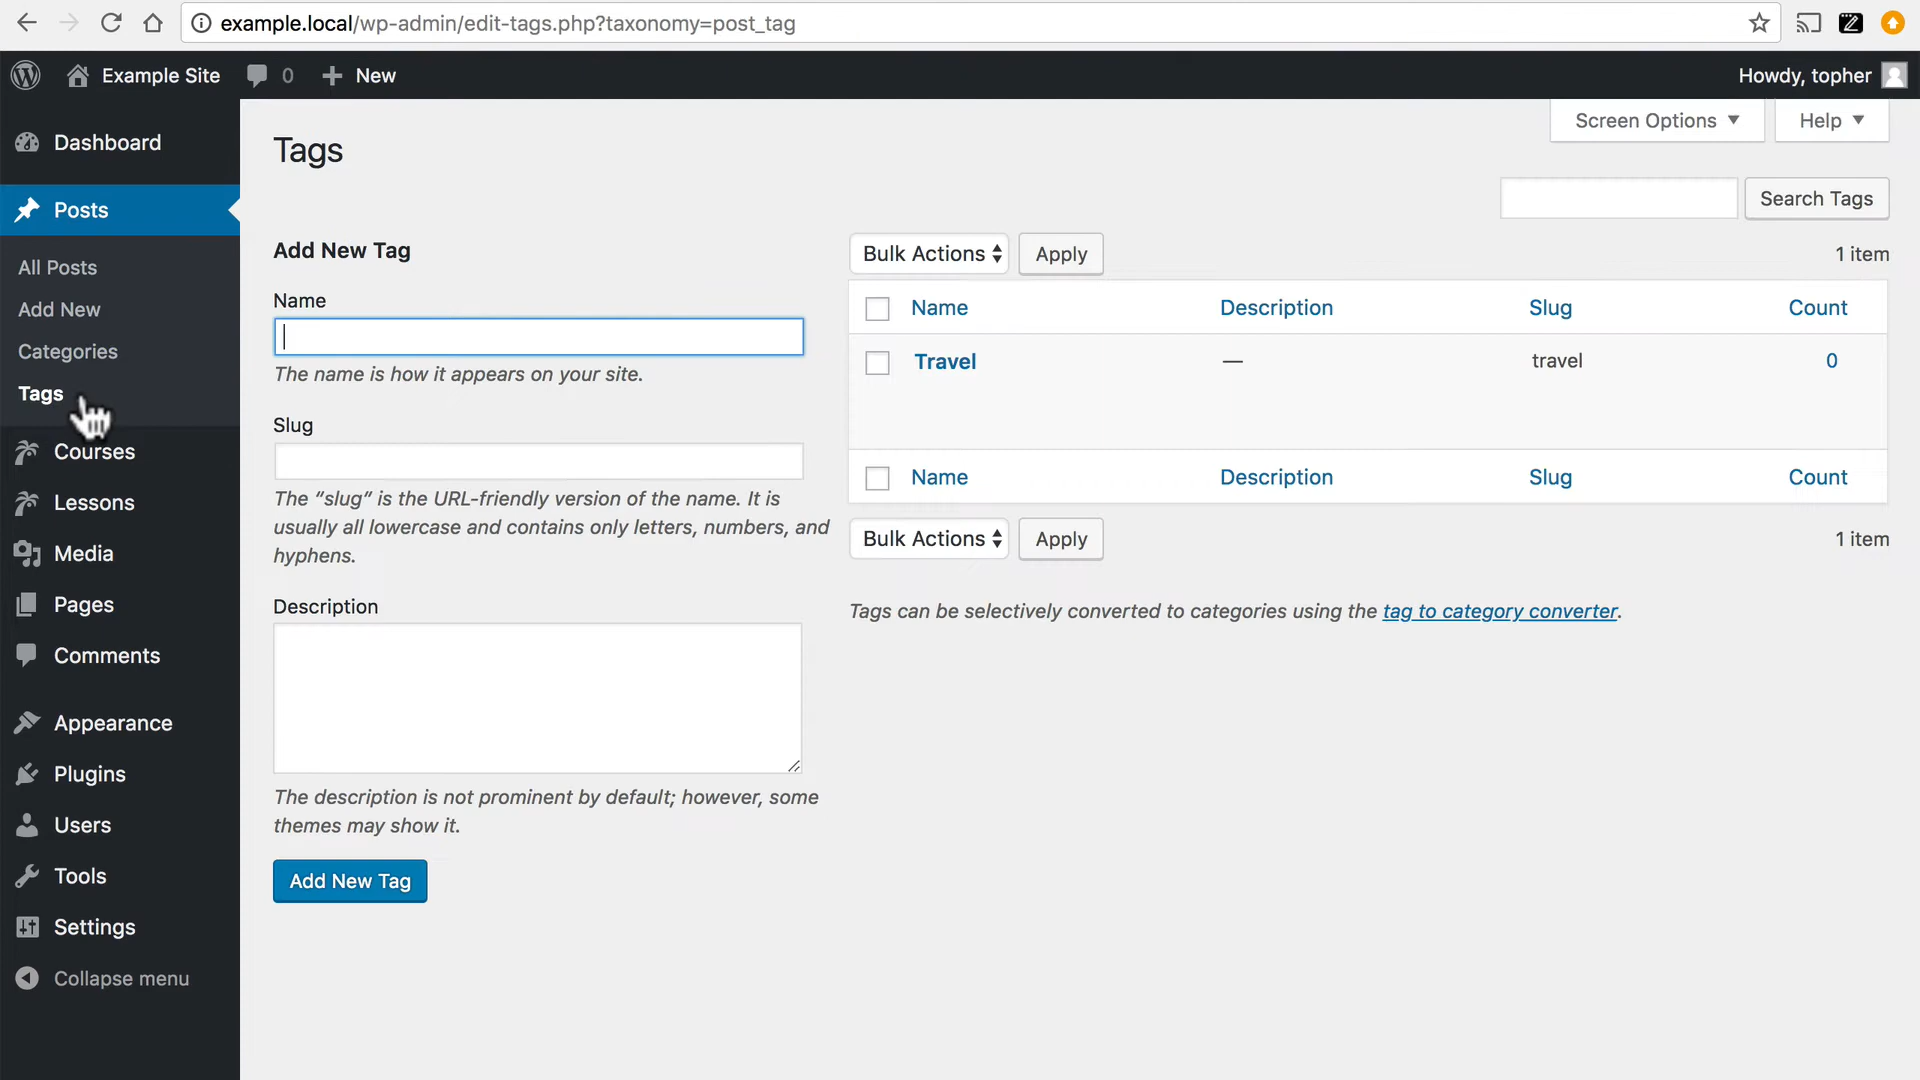 example.local/wp-admin/edit-tags.php?taxonomy=post_tag
Example Site 0 New Howdy, topher
Screen Options Help
Dashboard
Posts
All Posts
Add New
Categories
Tags
Courses
Lessons
Media
Pages
Comments
Appearance
Plugins
Users
Tools
Settings
Collapse menu
Tags
Search Tags
Add New Tag
Name
The name is how it appears on your site.
Slug
The “slug” is the URL-friendly version of the name. It is
usually all lowercase and contains only letters, numbers, and
hyphens.
Description
The description is not prominent by default; however, some
themes may show it.
Add New Tag
Bulk Actions Apply 1 item
Name Description Slug Count
Travel — travel 0
Name Description Slug Count
Bulk Actions Apply 1 item
Tags can be selectively converted to categories using the tag to category converter.